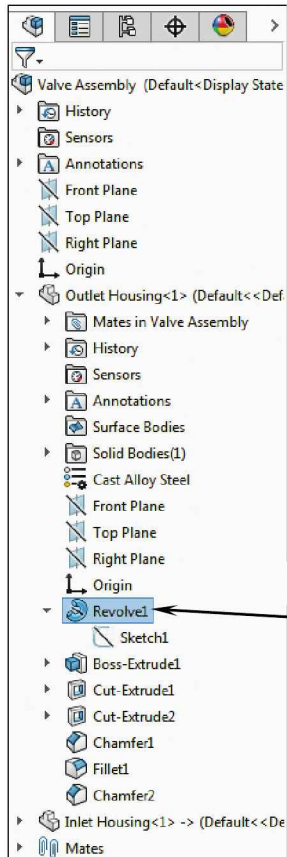 Valve Assembly (Default<Display State
History
Sensors
Annotations
Front Plane
Top Plane
Right Plane
Origin
Outlet Housing<1> (Default<<Def
Mates in Valve Assembly
History
Sensors
Annotations
Surface Bodies
Solid Bodies(1)
Cast Alloy Steel
Front Plane
Top Plane
Right Plane
Origin
Revolve1
Sketch1
Boss-Extrude1
Cut-Extrude1
Cut-Extrude2
Chamfer1
Fillet1
Chamfer2
Inlet Housing<1> -> (Default<<De
Mates